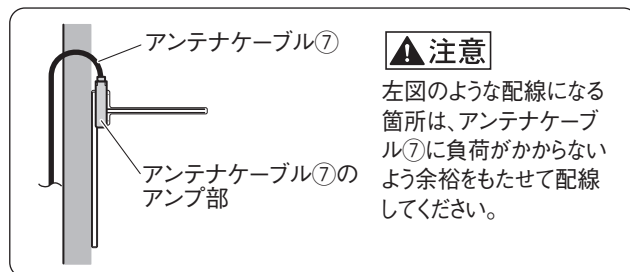 アンテナケーブル⑦
アンテナケーブル⑦の
アンプ部
注意
左図のような配線になる
箇所は、アンテナケーブ
ル⑦に負荷がかからない
よう余裕をもたせて配線
してください。